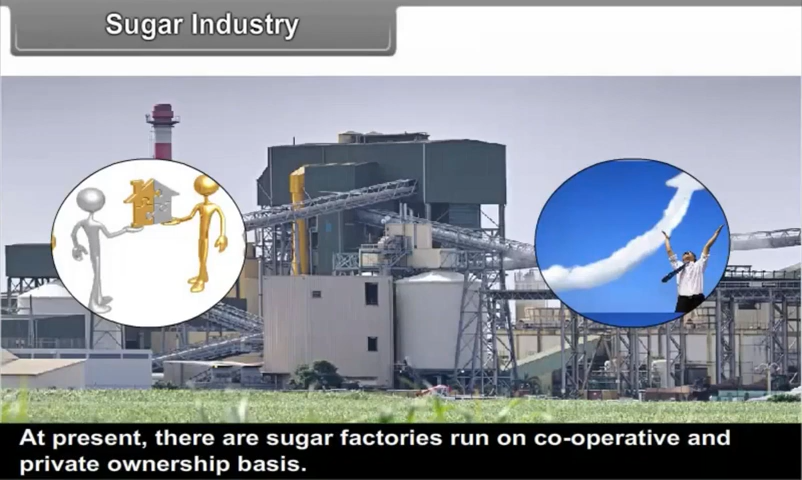 Sugar Industry
At present, there are sugar factories run on co-operative and
private ownership basis.